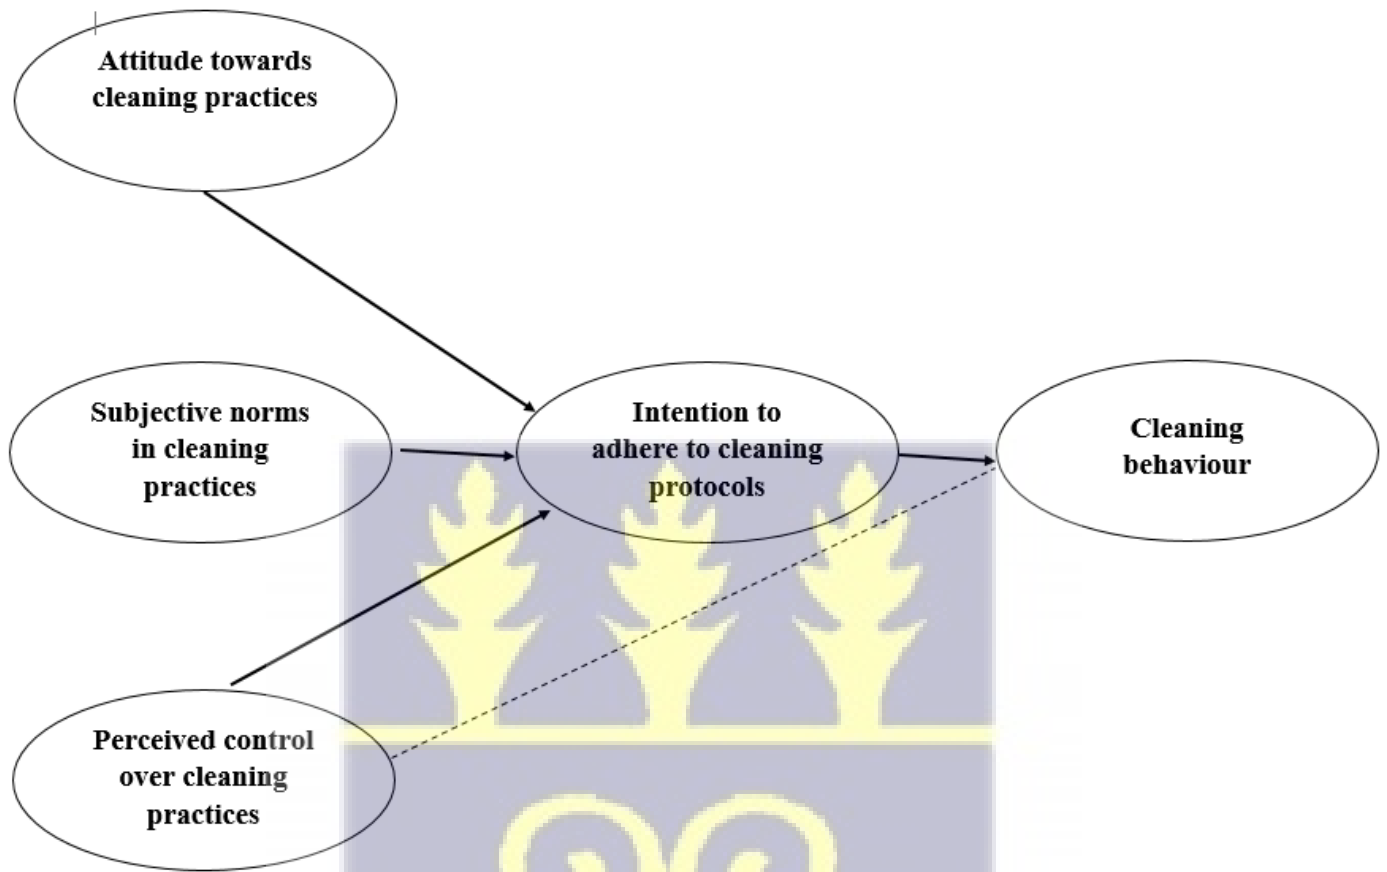 Attitude towards
cleaning practices
Subjective norms
in cleaning
practices
Intention to
adhere to cleaning
protocols
Cleaning
behaviour
Perceived control
over cleaning
practices